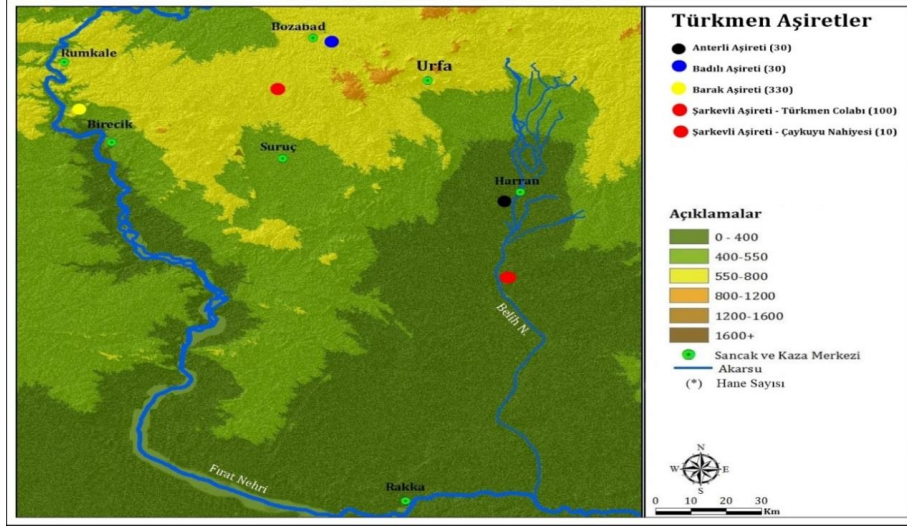 Bozabad
Rumkale
Urfa
Birecik
Suruç
Harran
Belih N.
Fırat Nehri
Rakka
Türkmen Aşiretler
Anterli Aşireti (30)
Badılı Aşireti (30)
Barak Aşireti (330)
Şarkevli Aşireti - Türkmen Colabı (100)
Şarkevli Aşireti - Çaykuyu Nahiyesi (10)
Açıklamalar
0 - 400
400-550
550-800
800-1200
1200-1600
1600+
Sancak ve Kaza Merkezi
Akarsu
(*) Hane Sayısı
N
W E
S
0 10 20 30
Km